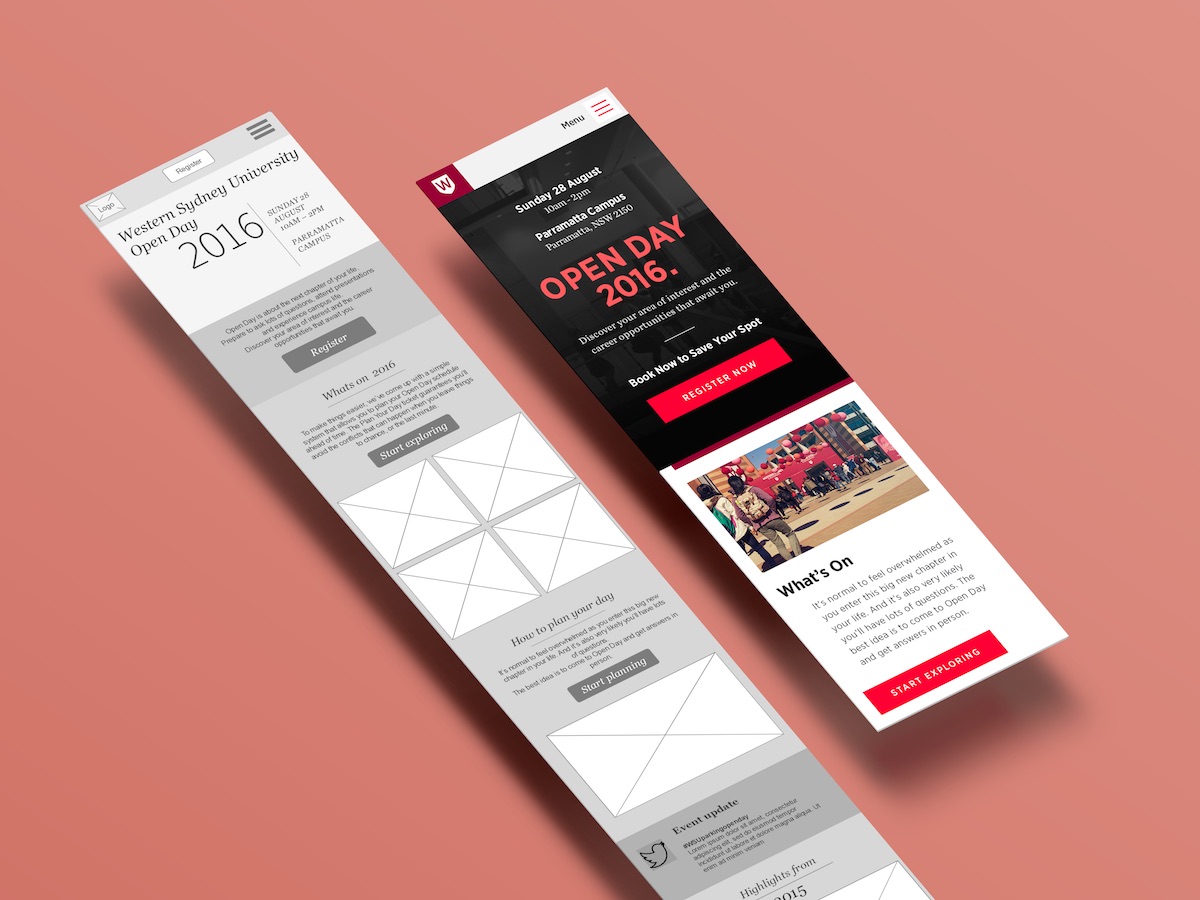 Logo
Register
Western Sydney University
Open Day
2016
SUNDAY 28
AUGUST
10AM – 2PM
PARRAMATTA
CAMPUS
Open Day is about the next chapter of your life.
Prepare to ask lots of questions, attend presentations
and experience campus life.
Discover your area of interest and the career
opportunities that await you.
Register
Whats on 2016
To make things easier, we've come up with a simple
system that allows you to plan your Open Day schedule
ahead of time. The Plan Your Day ticket guarantees you'll
avoid the conflicts that can happen when you leave things
to chance, or the last minute.
Start exploring
How to plan your day
It's normal to feel overwhelmed as you enter this big new
chapter in your life. And it's also very likely you'll have lots
of questions.
The best idea is to come to Open Day and get answers in
person.
Start planning
Event update
#WSUparkingopenday
Lorem ipsum dolor sit amet, consectetur
adipiscing elit, sed do eiusmod tempor
incididunt ut labore et dolore magna aliqua. Ut
enim ad minim veniam
Highlights from
2015
Menu
W
Sunday 28 August
10am - 2pm
Parramatta Campus
Parramatta, NSW 2150
OPEN DAY
2016.
Discover your area of interest and the
career opportunities that await you.
Book Now to Save Your Spot
REGISTER NOW
What's On
It's normal to feel overwhelmed as
you enter this big new chapter in
your life. And it's also very likely
you'll have lots of questions. The
best idea is to come to Open Day
and get answers in person.
START EXPLORING